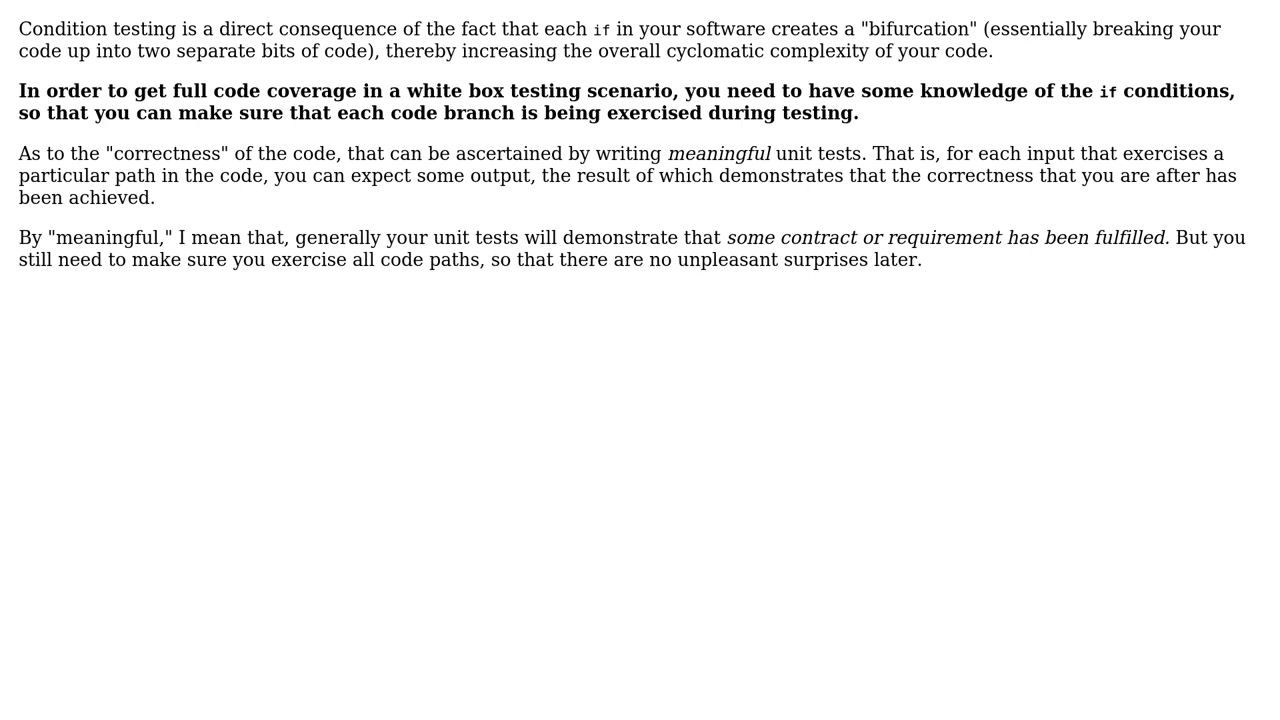 Condition testing is a direct consequence of the fact that each if in your software creates a "bifurcation" (essentially breaking your
code up into two separate bits of code), thereby increasing the overall cyclomatic complexity of your code.
In order to get full code coverage in a white box testing scenario, you need to have some knowledge of the if conditions,
so that you can make sure that each code branch is being exercised during testing.
As to the "correctness" of the code, that can be ascertained by writing meaningful unit tests. That is, for each input that exercises a
particular path in the code, you can expect some output, the result of which demonstrates that the correctness that you are after has
been achieved.
By "meaningful," I mean that, generally your unit tests will demonstrate that some contract or requirement has been fulfilled. But you
still need to make sure you exercise all code paths, so that there are no unpleasant surprises later.